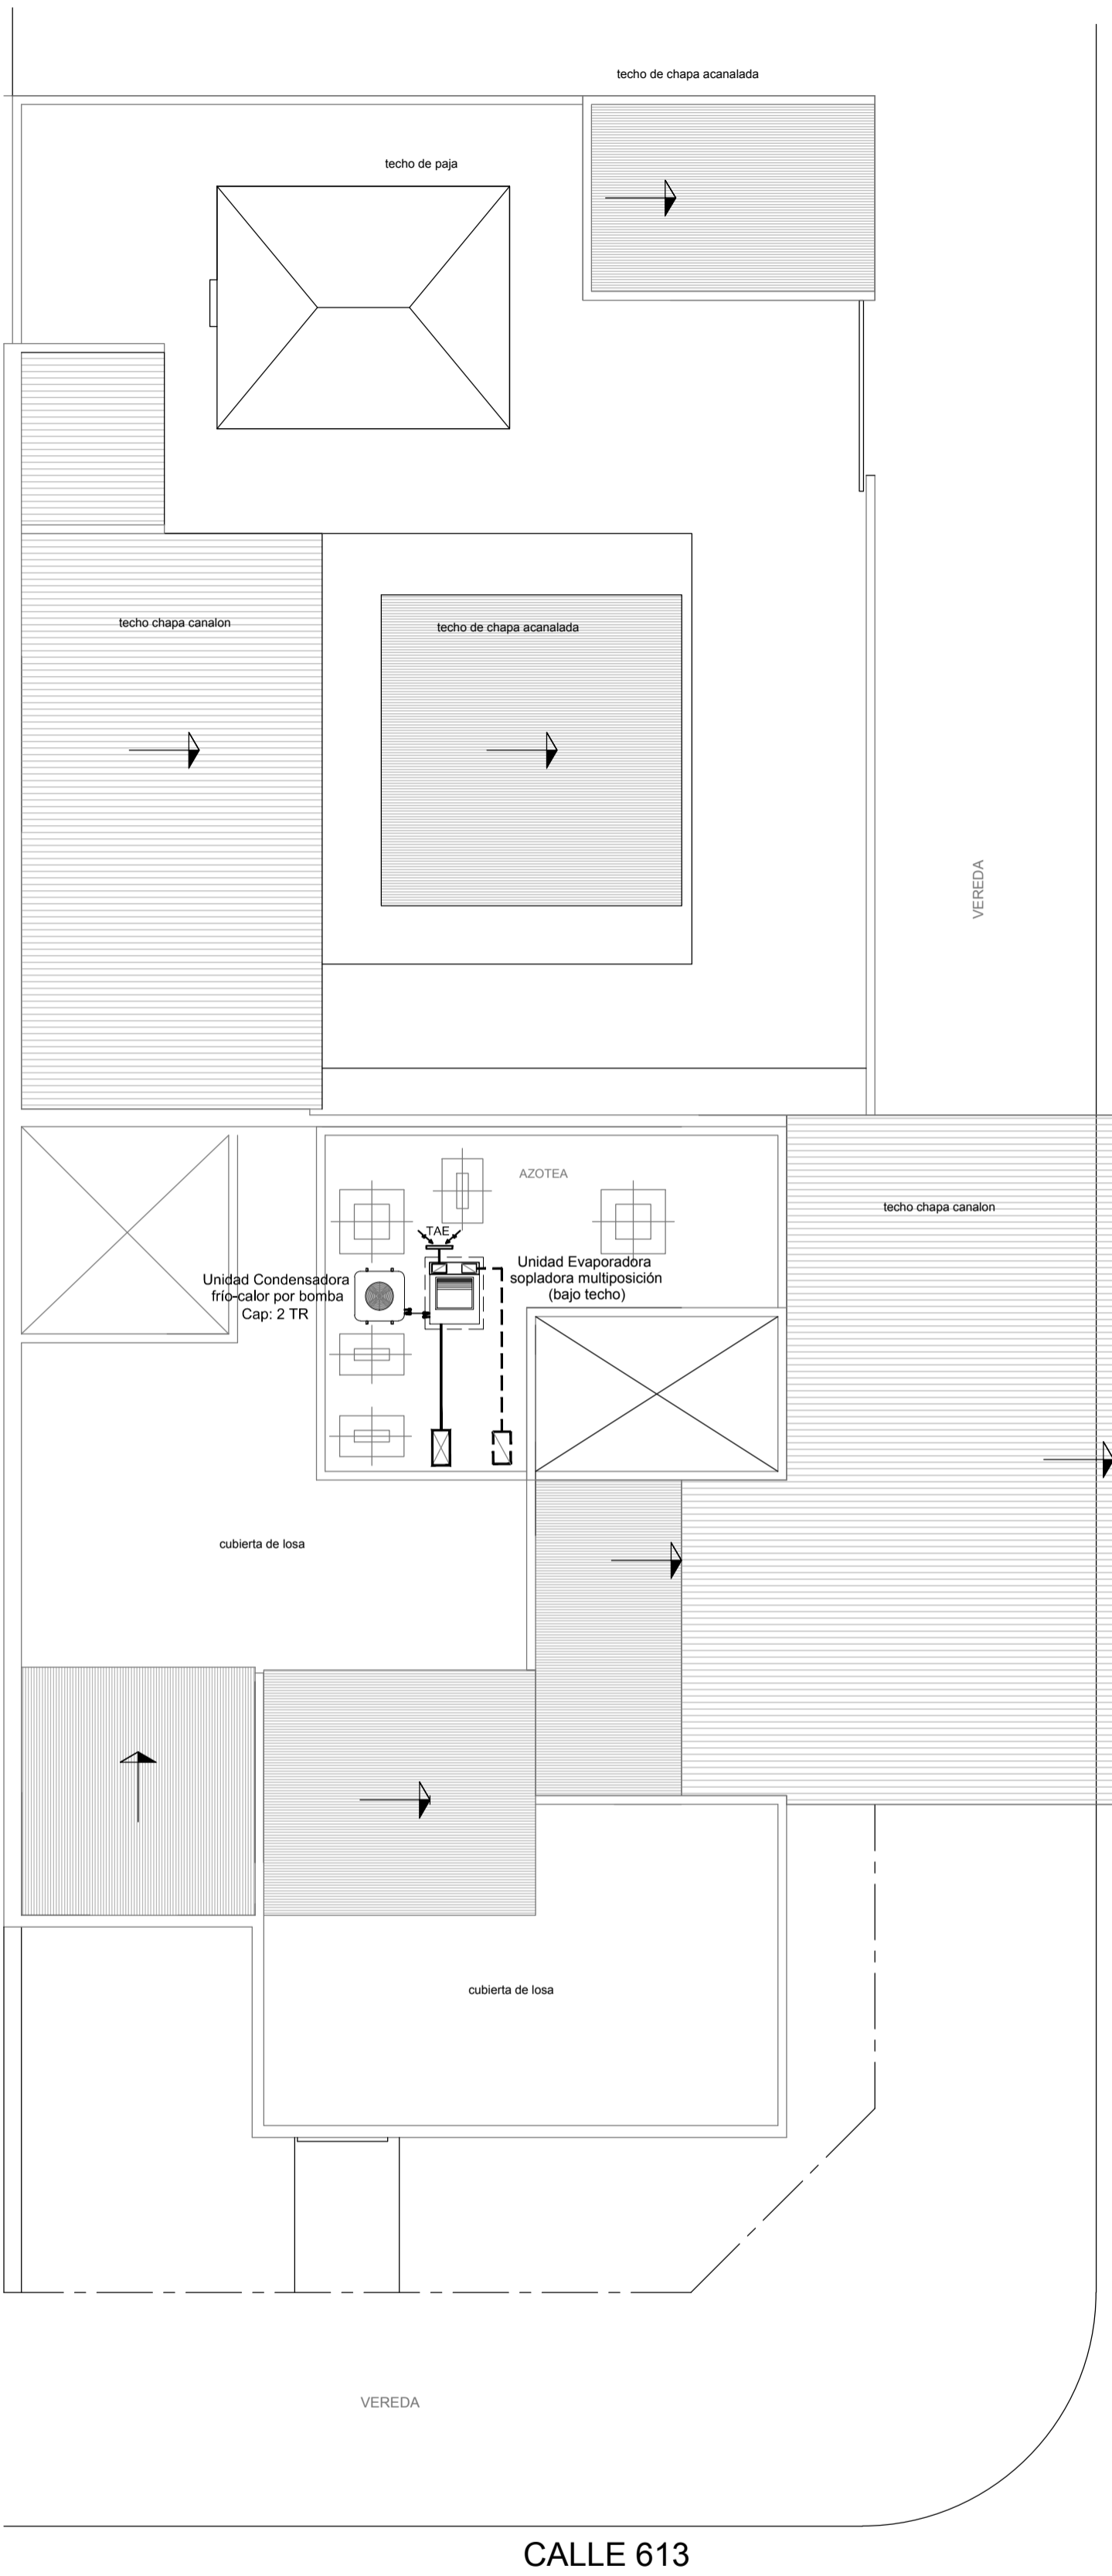 techo de chapa acanalada
techo de paja
techo chapa canalon
techo de chapa acanalada
VEREDA
AZOTEA
techo chapa canalon
TAE
Unidad Condensadora
frío-calor por bomba
Cap: 2 TR
Unidad Evaporadora
sopladora multiposición
(bajo techo)
cubierta de losa
cubierta de losa
VEREDA
CALLE 613